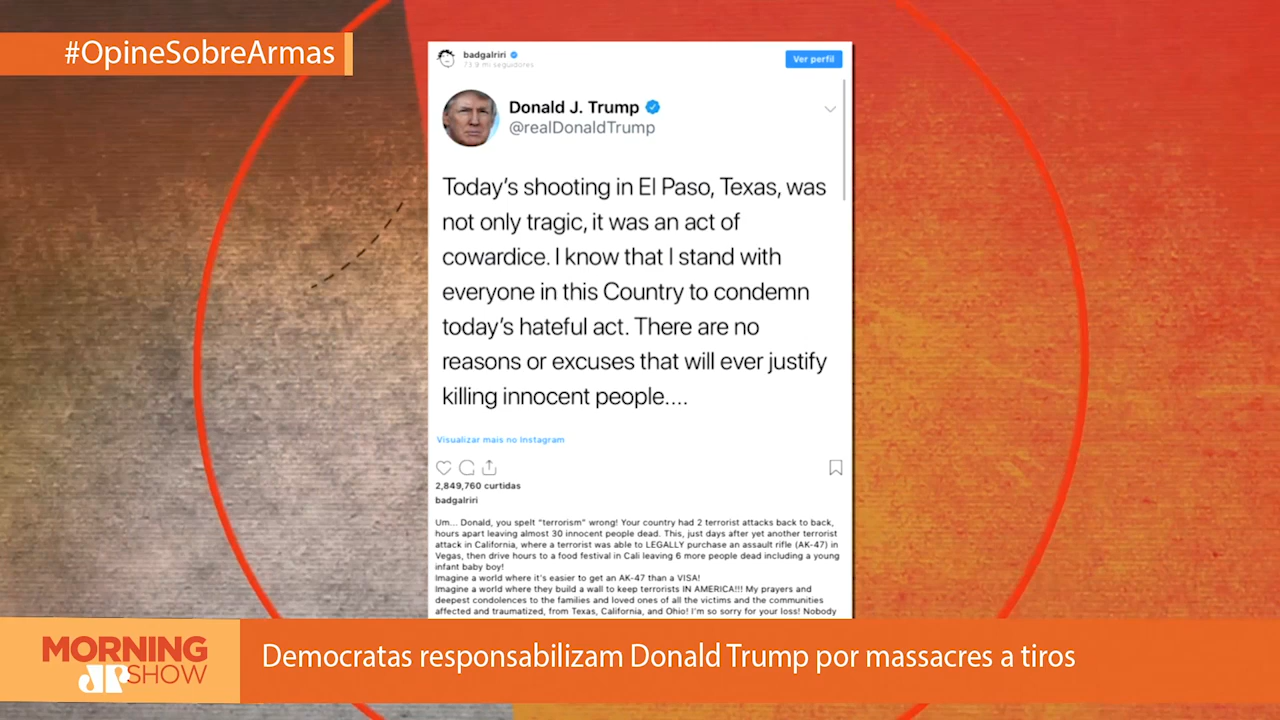 #OpineSobreArmas
badgalriri
73.9 mi seguidores
Ver perfil
Donald J. Trump
@realDonaldTrump
Today's shooting in El Paso, Texas, was
not only tragic, it was an act of
cowardice. I know that I stand with
everyone in this Country to condemn
today's hateful act. There are no
reasons or excuses that will ever justify
killing innocent people....
Visualizar mais no Instagram
2,849,760 curtidas
badgalriri
Um... Donald, you spelt "terrorism" wrong! Your country had 2 terrorist attacks back to back,
hours apart leaving almost 30 innocent people dead. This, just days after yet another terrorist
attack in California, where a terrorist was able to LEGALLY purchase an assault rifle (AK-47) in
Vegas, then drive hours to a food festival in Cali leaving 6 more people dead including a young
infant baby boy!
Imagine a world where it's easier to get an AK-47 than a VISA!
Imagine a world where they build a wall to keep terrorists IN AMERICA!!! My prayers and
deepest condolences to the families and loved ones of all the victims and the communities
affected and traumatized, from Texas, California, and Ohio! I'm so sorry for your loss! Nobody
MORNING
JP SHOW
Democratas responsabilizam Donald Trump por massacres a tiros